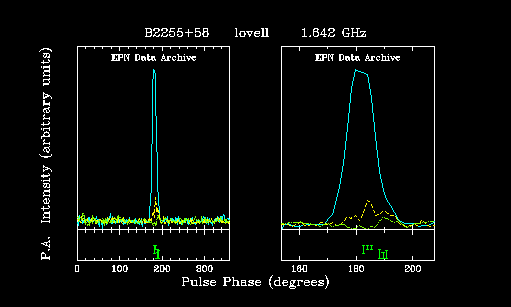 B2255+58 lovell 1.642 GHz
EPN Data Archive EPN Data Archive
P.A. Intensity (arbitrary units)
0 100 200 300 160 180 200
Pulse Phase (degrees)